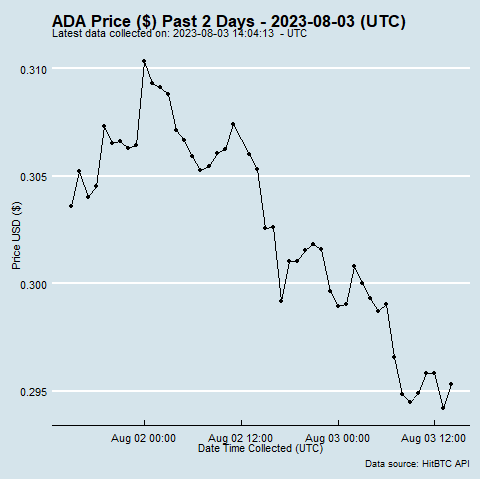 ADA Price ($) Past 2 Days - 2023-08-03 (UTC)
Latest data collected on: 2023-08-03 14:04:13 - UTC
0.310
0.305
Price USD ($)
0.300
0.295
Aug 02 00:00 Aug 02 12:00 Aug 03 00:00 Aug 03 12:00
Date Time Collected (UTC)
Data source: HitBTC API